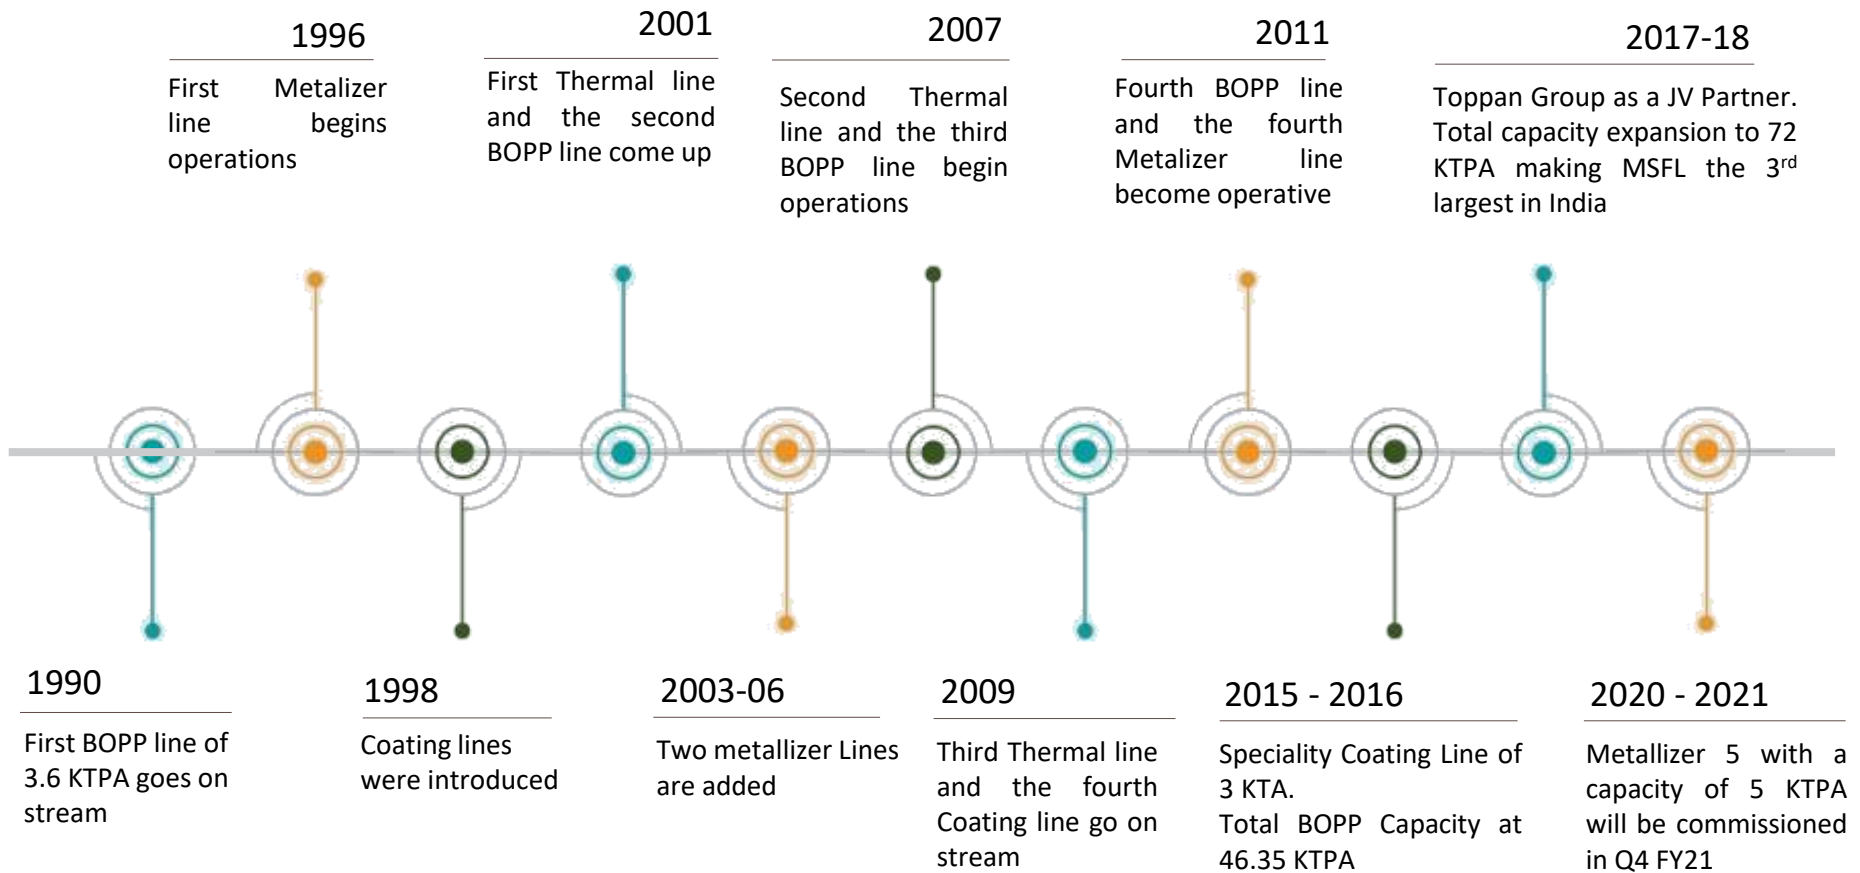 1996
First Metalizer
line begins
operations
2001
First Thermal line
and the second
BOPP line come up
2007
Second Thermal
line and the third
BOPP line begin
operations
2011
Fourth BOPP line
and the fourth
Metalizer line
become operative
2017-18
Toppan Group as a JV Partner.
Total capacity expansion to 72
KTPA making MSFL the 3rd
largest in India
1990
First BOPP line of
3.6 KTPA goes on
stream
1998
Coating lines
were introduced
2003-06
Two metallizer Lines
are added
2009
Third Thermal line
and the fourth
Coating line go on
stream
2015 - 2016
Speciality Coating Line of
3 KTA.
Total BOPP Capacity at
46.35 KTPA
2020 - 2021
Metallizer 5 with a
capacity of 5 KTPA
will be commissioned
in Q4 FY21